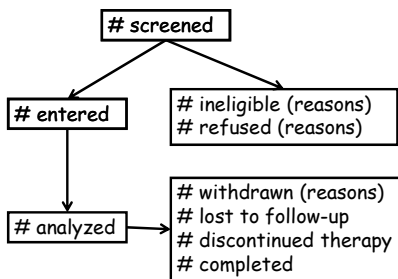 # screened
# entered
# ineligible (reasons)
# refused (reasons)
# analyzed
# withdrawn (reasons)
# lost to follow-up
# discontinued therapy
# completed